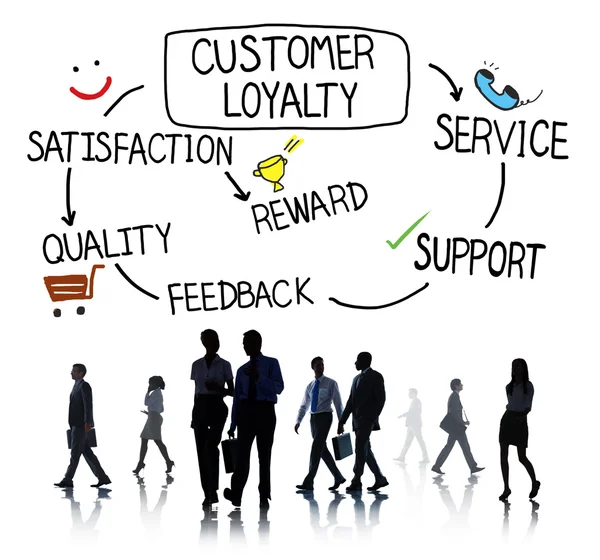 CUSTOMER
LOYALTY
SATISFACTION
SERVICE
REWARD
QUALITY
SUPPORT
FEEDBACK